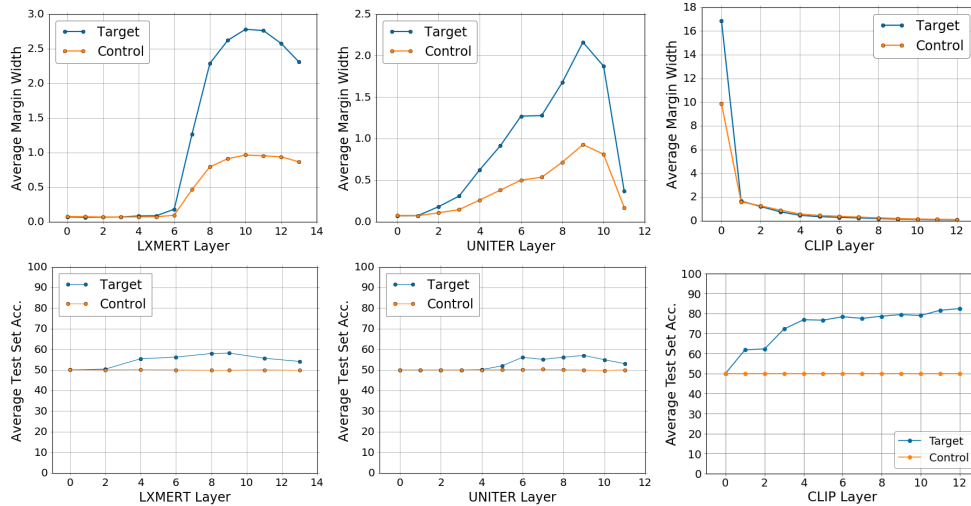 3.0
2.5
2.0
1.5
1.0
0.5
0.0
Average Margin Width
Target
Control
0 2 4 6 8 10 12 14
LXMERT Layer
2.5
2.0
1.5
1.0
0.5
0.0
Average Margin Width
Target
Control
0 2 4 6 8 10 12
UNITER Layer
18
16
14
12
10
8
6
4
2
0
Average Margin Width
Target
Control
0 2 4 6 8 10 12
CLIP Layer
100
90
80
70
60
50
40
30
20
10
0
Average Test Set Acc.
Target
Control
0 2 4 6 8 10 12 14
LXMERT Layer
100
90
80
70
60
50
40
30
20
10
0
Average Test Set Acc.
Target
Control
0 2 4 6 8 10 12
UNITER Layer
100
90
80
70
60
50
40
30
20
10
0
Average Test Set Acc.
Target
Control
0 2 4 6 8 10 12
CLIP Layer